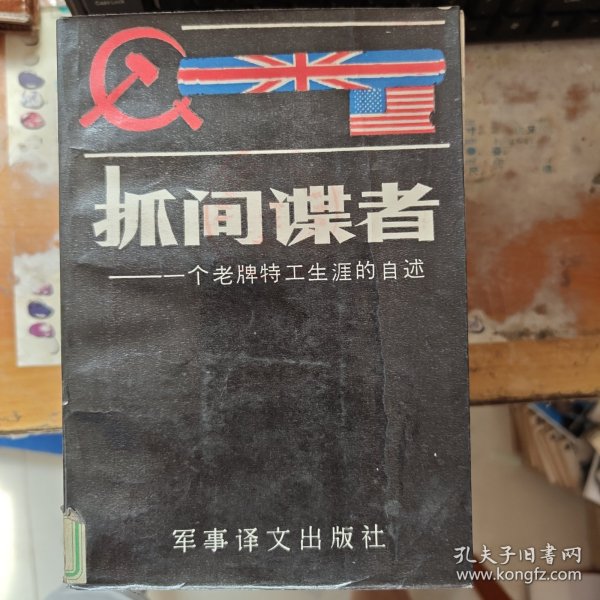 抓间谍者
———一个老牌特工生涯的自述
军事译文出版社
孔夫子旧书网
www.kongfz.com